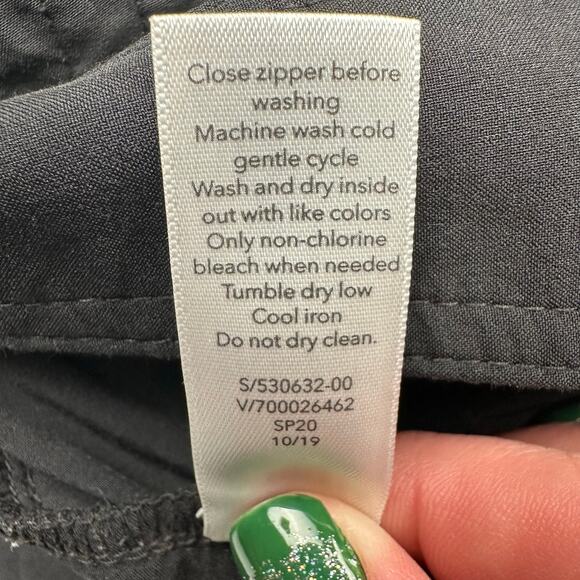 Close zipper before
washing
Machine wash cold
gentle cycle
Wash and dry inside
out with like colors
Only non-chlorine
bleach when needed
Tumble dry low
Cool iron
Do not dry clean.
S/530632-00
V/700026462
SP20
10/19